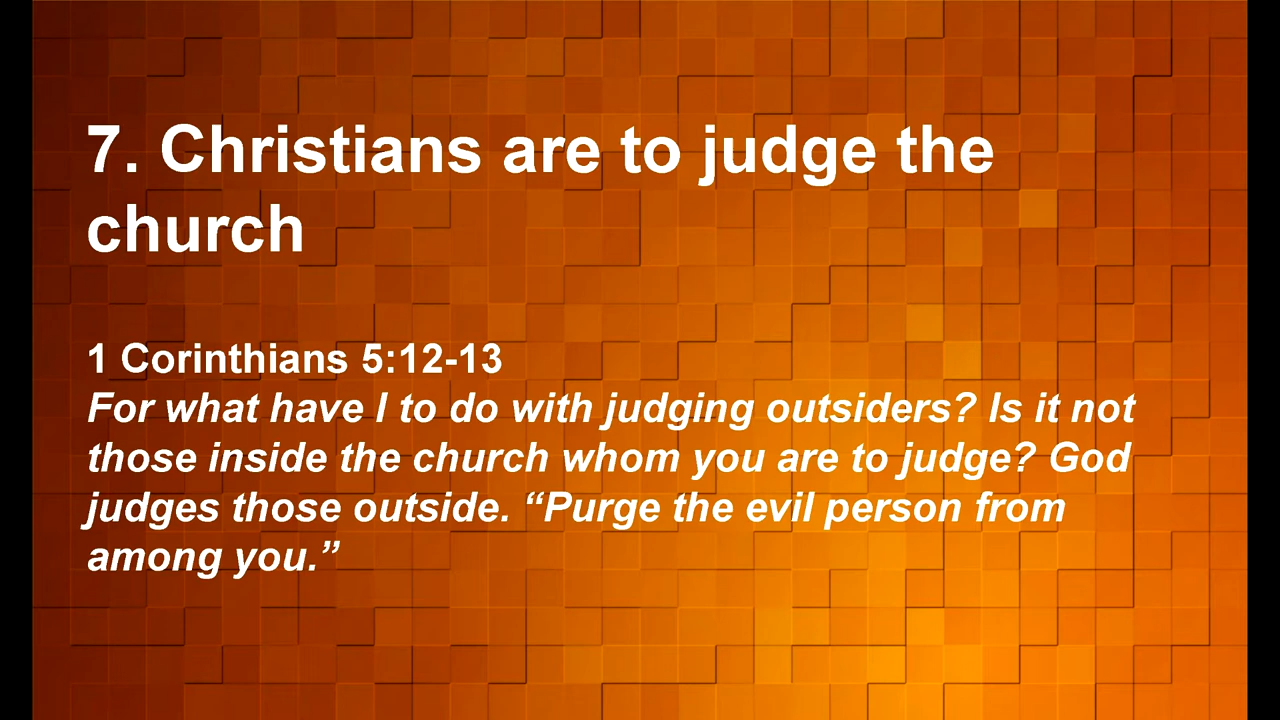 7. Christians are to judge the
church
1 Corinthians 5:12-13
For what have I to do with judging outsiders? Is it not
those inside the church whom you are to judge? God
judges those outside. “Purge the evil person from
among you.”